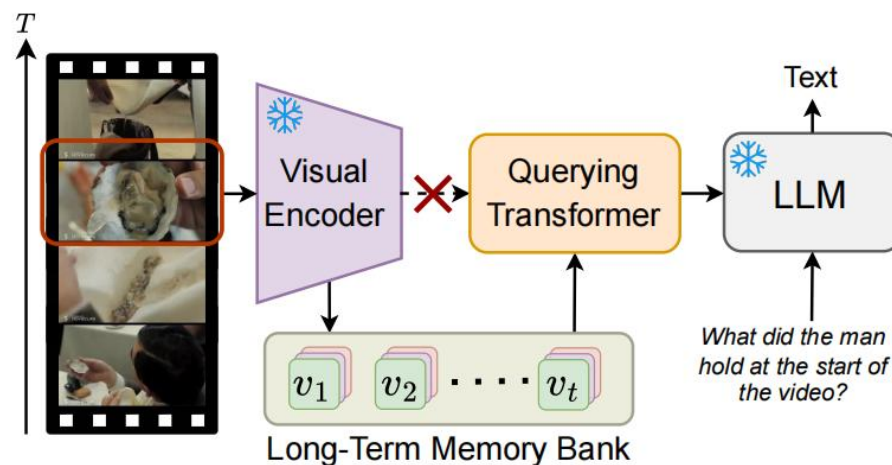 T
Visual
Encoder
Querying
Transformer
Text
LLM
What did the man
hold at the start of
the video?
v1 v2 · · · · · vt
Long-Term Memory Bank